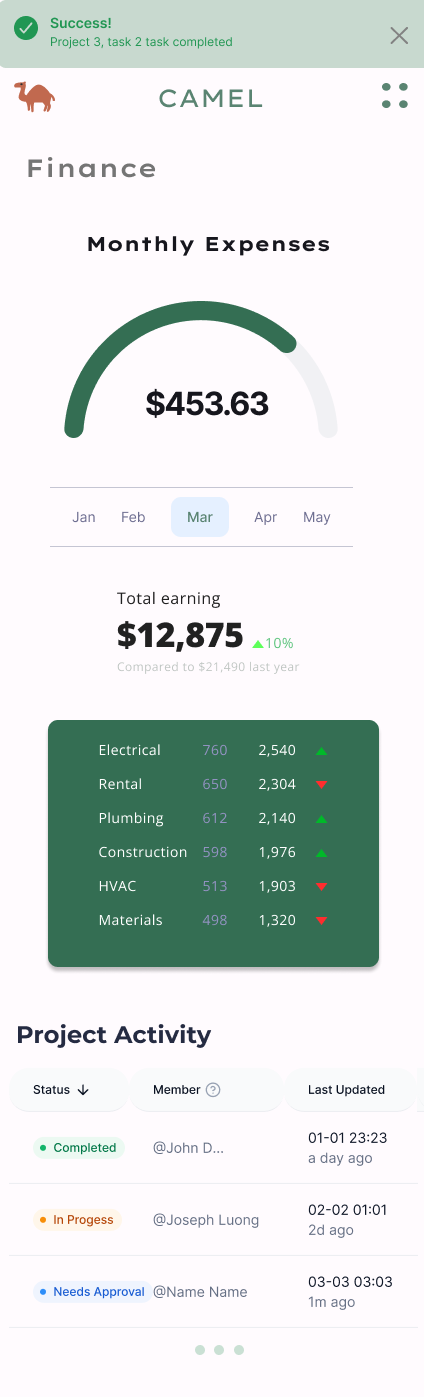 Success!
Project 3, task 2 task completed
CAMEL
Finance
Monthly Expenses
$453.63
Jan Feb Mar Apr May
Total earning
$12,875 10%
Compared to $21,490 last year
Electrical 760 2,540
Rental 650 2,304
Plumbing 612 2,140
Construction 598 1,976
HVAC 513 1,903
Materials 498 1,320
Project Activity
Status Member Last Updated
Completed @John D... 01-01 23:23
a day ago
In Progess @Joseph Luong 02-02 01:01
2d ago
Needs Approval @Name Name 03-03 03:03
1m ago